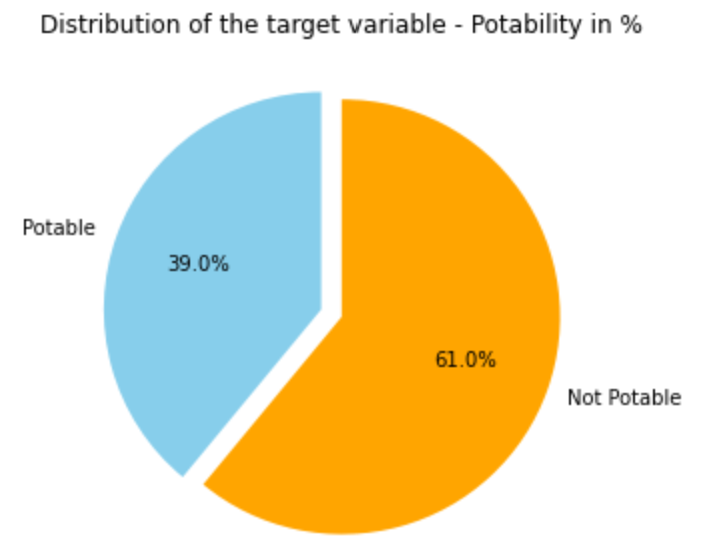 Distribution of the target variable - Potability in %
Potable
39.0%
61.0%
Not Potable